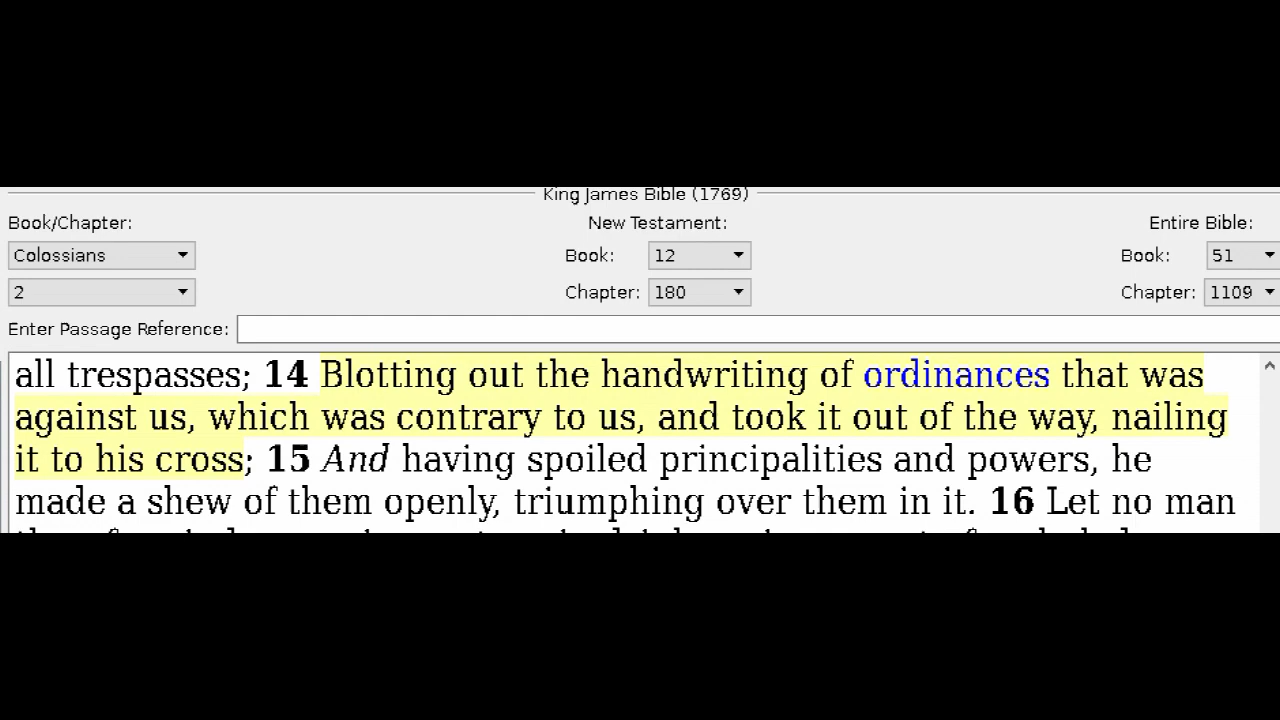 King James Bible (1769)
Book/Chapter: New Testament: Entire Bible:
Colossians Book: 12 Book: 51
2 Chapter: 180 Chapter: 1109
Enter Passage Reference:
all trespasses; 14 Blotting out the handwriting of ordinances that was
against us, which was contrary to us, and took it out of the way, nailing
it to his cross; 15 And having spoiled principalities and powers, he
made a shew of them openly, triumphing over them in it. 16 Let no man